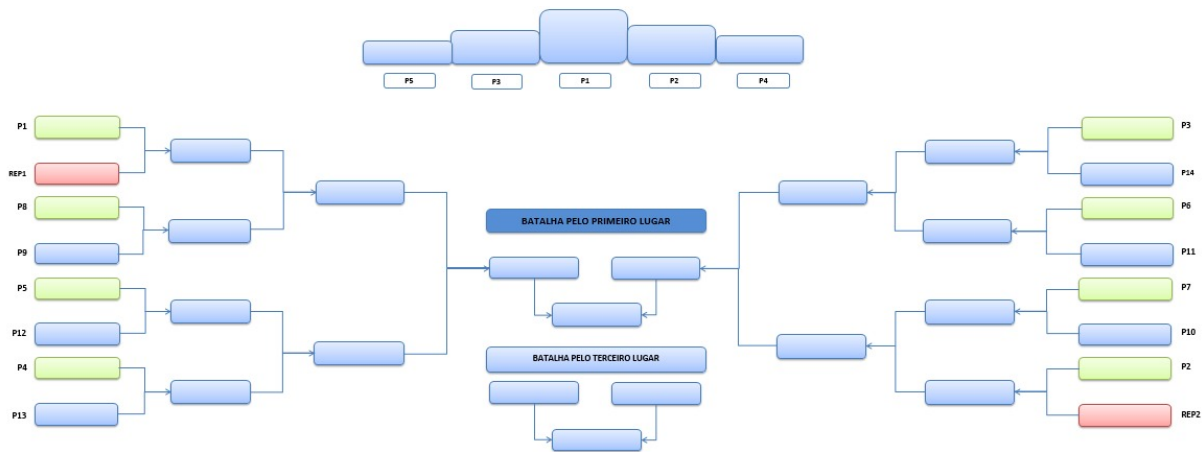 P5 P3 P1 P2 P4
P1
REP1
P8
P9
P5
P12
P4
P13
BATALHA PELO PRIMEIRO LUGAR
BATALHA PELO TERCEIRO LUGAR
P3
P14
P6
P11
P7
P10
P2
REP2